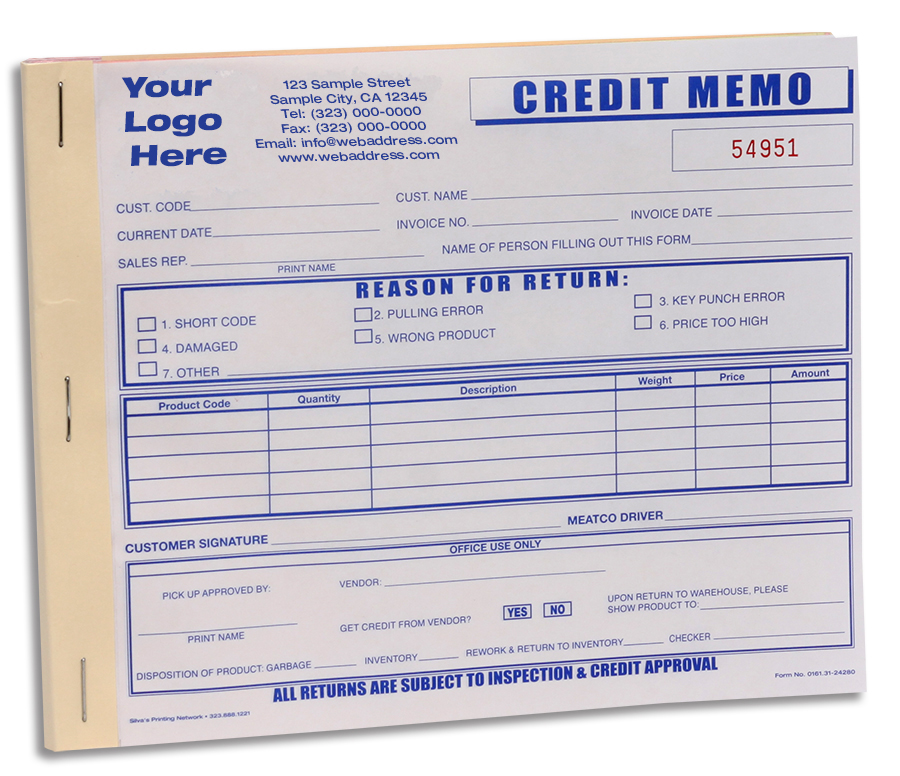 Your
Logo
Here
123 Sample Street
Sample City, CA 12345
Tel: (323) 000-0000
Fax: (323) 000-0000
Email: info@webaddress.com
www.webaddress.com
CREDIT MEMO
54951
CUST. CODE CUST. NAME
CURRENT DATE INVOICE NO. INVOICE DATE
SALES REP. NAME OF PERSON FILLING OUT THIS FORM
PRINT NAME
REASON FOR RETURN:
1. SHORT CODE 2. PULLING ERROR 3. KEY PUNCH ERROR
4. DAMAGED 5. WRONG PRODUCT 6. PRICE TOO HIGH
7. OTHER
Product Code Quantity Description Weight Price Amount
CUSTOMER SIGNATURE MEATCO DRIVER
OFFICE USE ONLY
PICK UP APPROVED BY: VENDOR:
UPON RETURN TO WAREHOUSE, PLEASE
SHOW PRODUCT TO:
GET CREDIT FROM VENDOR? YES NO
PRINT NAME
DISPOSITION OF PRODUCT: GARBAGE INVENTORY REWORK & RETURN TO INVENTORY CHECKER
ALL RETURNS ARE SUBJECT TO INSPECTION & CREDIT APPROVAL
Silva's Printing Network • 323.888.1221
Form No. 0161.31-24280